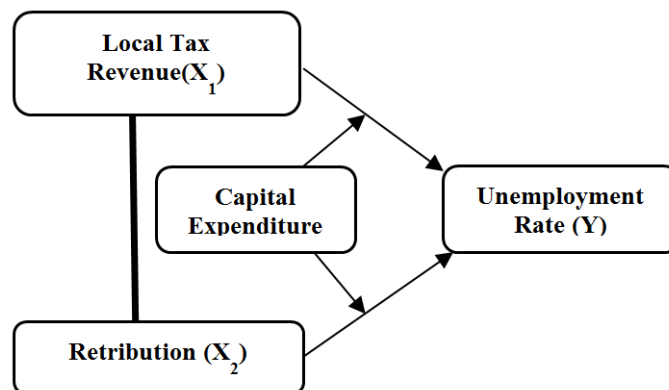 Local Tax
Revenue(X₁)
Capital
Expenditure
Unemployment
Rate (Y)
Retribution (X₂)